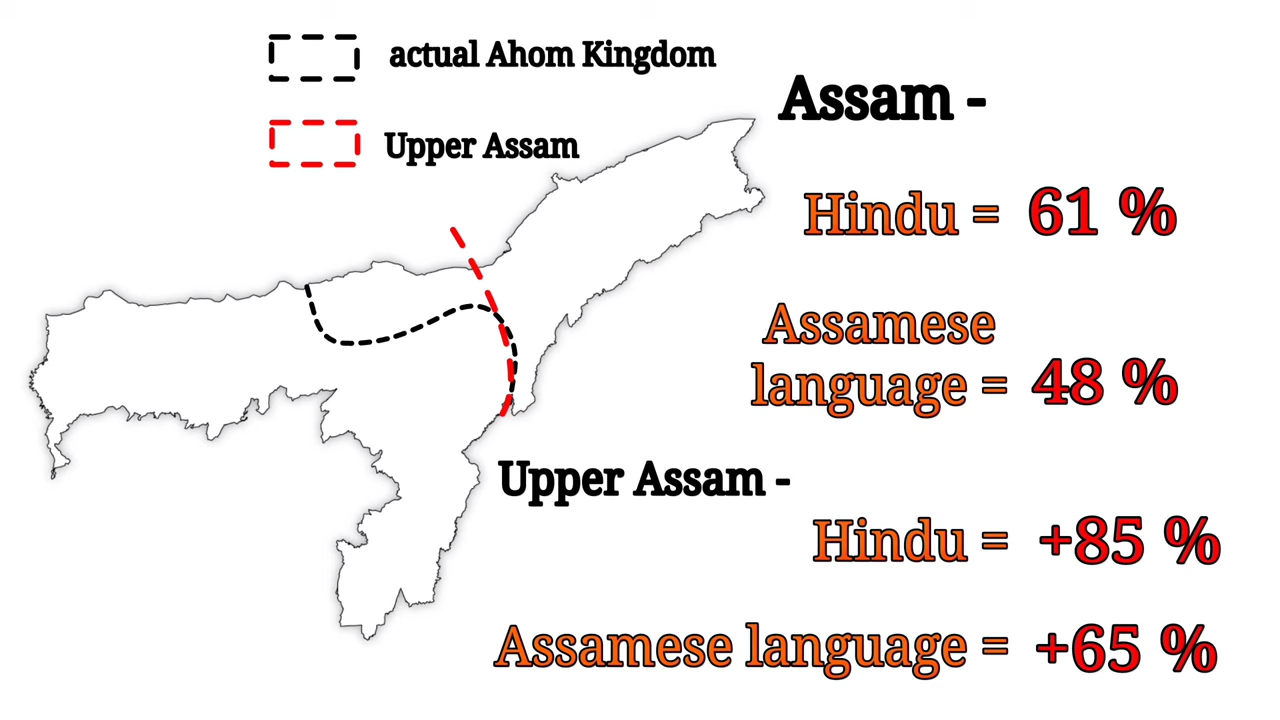 actual Ahom Kingdom
Upper Assam
Assam -
Hindu = 61 %
Assamese
language = 48 %
Upper Assam -
Hindu = +85 %
Assamese language = +65 %